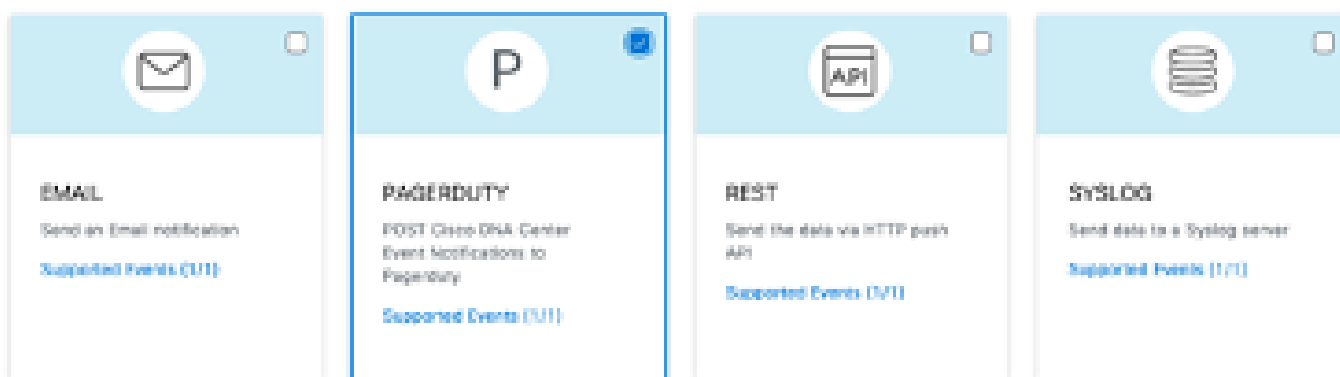 P
API
EMAIL
Send an Email notification
Supported Events (1/1)
PAGERDUTY
POST Cisco DNA Center
Event Notifications to
Pagerduty
Supported Events (1/1)
REST
Send the data via HTTP push
API
Supported Events (1/1)
SYSLOG
Send data to a Syslog server
Supported Events (1/1)